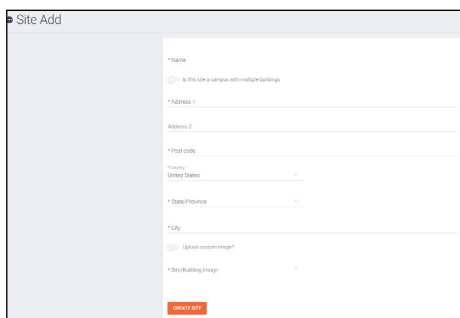 Site Add
* Name
Is this site a campus with multiple buildings
* Address 1
Address 2
* Post code
* Country
United States
* State/Province
* City
Upload custom image?
* Site/Building Image
CREATE SITE